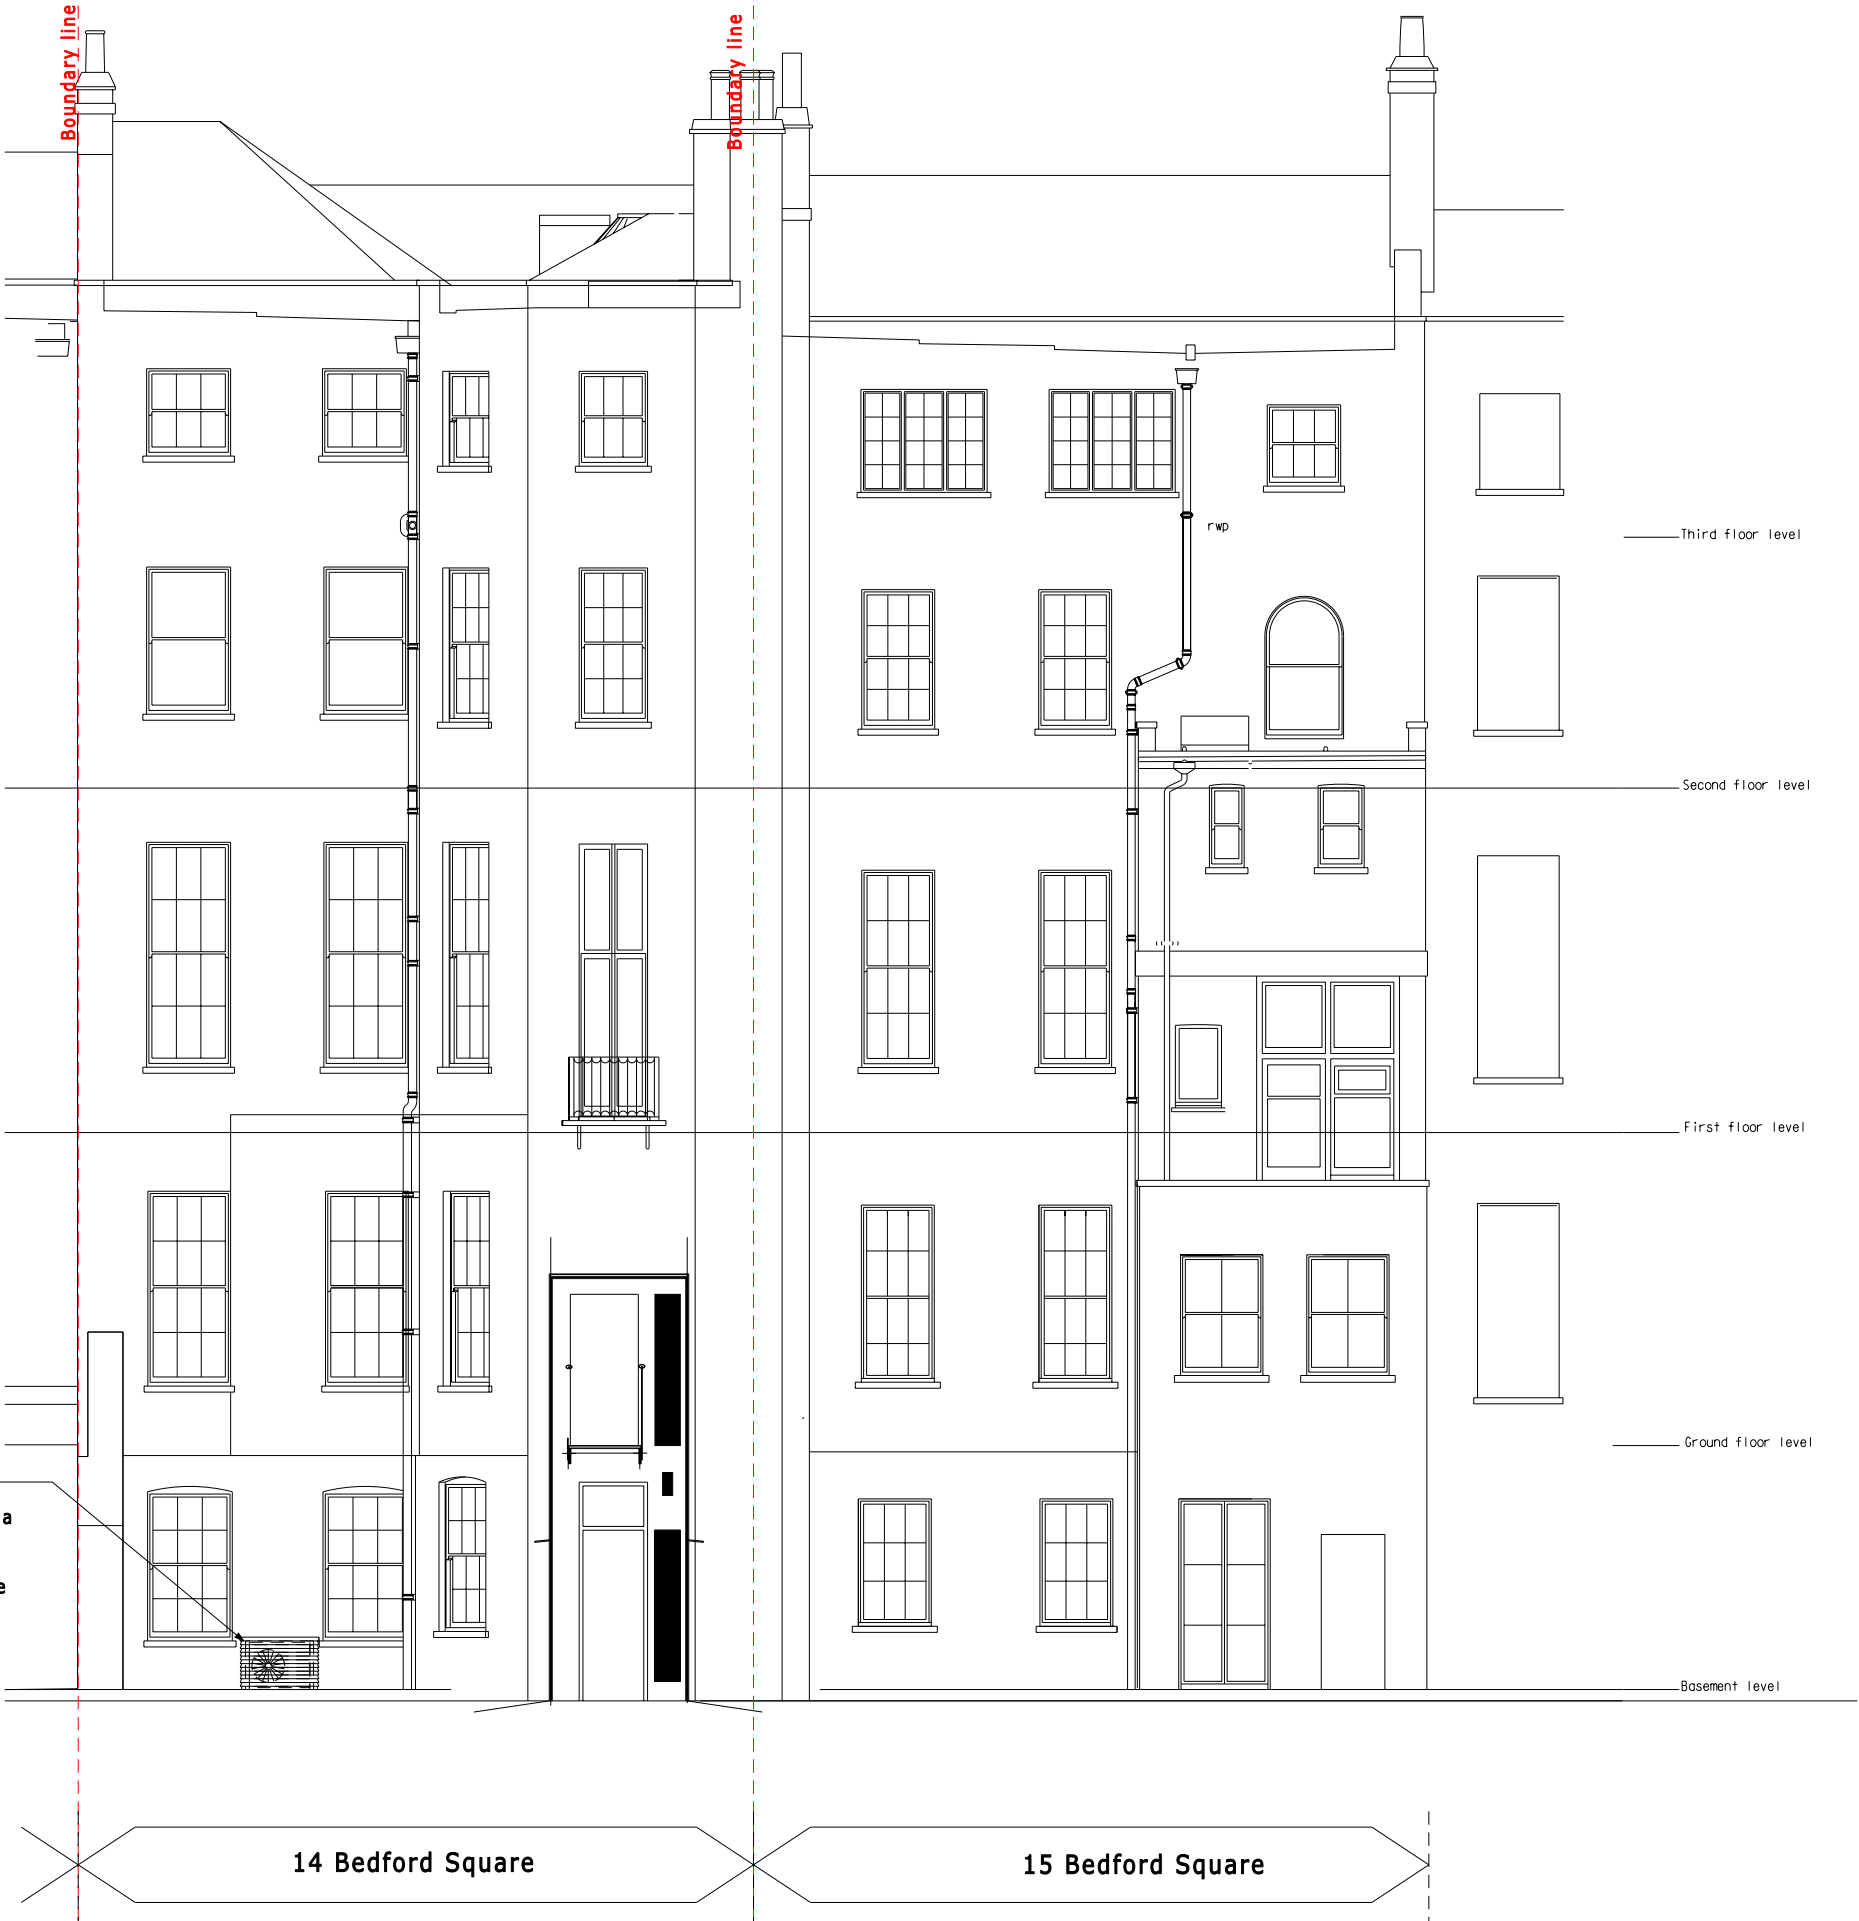 Boundary line
Boundary line
rwp
Third floor level
Second floor level
First floor level
Ground floor level
a
e
Basement level
14 Bedford Square
15 Bedford Square